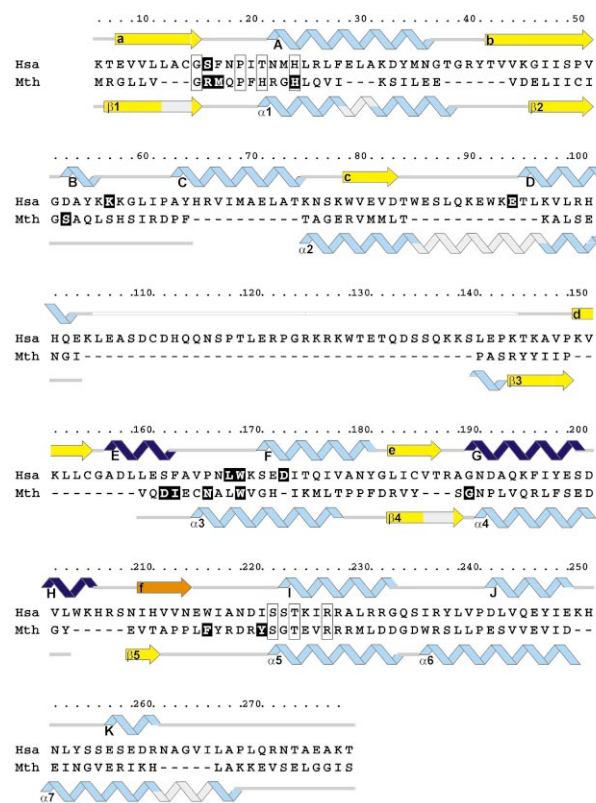 10 20 30 40 50
a A b
Hsa KTEVVLLACGSFNPITNMHLRLFELAKDYMNGTGRYTVVKGIISPV
Mth MRGLLV---GRMQPFHRGHLQVI---KSILEE----VDELIICI
β1 α1 β2
60 70 80 90 100
B C c D
Hsa GDAYKKKGLIPAYHRVIMAELATKNSKWVEVDTWESLQKEWKETLKVLRH
Mth GSAQLSHSIRDPF----------TAGERVMMLT---------KALSE
α2
110 120 130 140 150
d
Hsa HQEKLEASDCDHQQNSPTLERPGRKRKWTETQDSSQKKSLEPKTKAVPKV
Mth NGI------------------------------------PASRYYIIP-
β3
160 170 180 190 200
E F e G
Hsa KLLCGADLLESFAVPNLWKSEDITQIVANYGLICVTRAGNDAQKFIYESD
Mth ------VQDIECNALWVGH-IKMLTPPFDRVY---SGNPLVQRLFSED
α3 β4 α4
210 220 230 240 250
H f I J
Hsa VLWKHRSNIHVVNEWIANDISSTKIRRALRRGQSIRYLVPDLVQEYIEKH
Mth GY-----EVTAPPLFYRDRYSGTEVRRRMLDDGDWRSLLPESVVEVID--
β5 α5 α6
260 270
K
Hsa NLYSSESEDRNAGVILAPLQRNTAEAKT
Mth EINGVERIKH------LAKKEVSELGGIS
α7